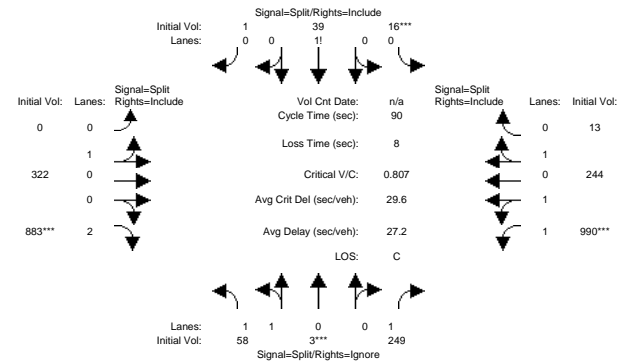 Signal=Split/Rights=Include
Initial Vol: 1 39 16***
Lanes: 0 0 1! 0 0
Signal=Split
Signal=Split
Initial Vol: Lanes: Rights=Include Vol Cnt Date: n/a Rights=Include Lanes: Initial Vol:
Cycle Time (sec): 90
0 0 0 13
Loss Time (sec): 8
1 1
322 0 Critical V/C: 0.807 0 244
0 Avg Crit Del (sec/veh): 29.6 1
883*** 2 Avg Delay (sec/veh): 27.2 1 990***
LOS: C
Lanes: 1 1 0 0 1
Initial Vol: 58 3*** 249
Signal=Split/Rights=Ignore